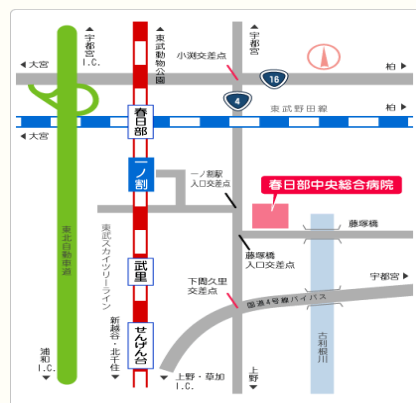 宇都宮
I.C.
東武動物公園
宇都宮
小渕交差点
大宮
柏
16
4
東武野田線
柏
大宮
春日部
一ノ割
一ノ割駅
入口交差点
春日部中央総合病院
藤塚橋
藤塚橋
入口交差点
東北自動車道
東武スカイツリーライン
武里
下間久里
交差点
宇都宮
国道4号線バイパス
古利根川
新越谷・北千住
せんげん台
浦和
I.C.
上野・草加
I.C.
上野